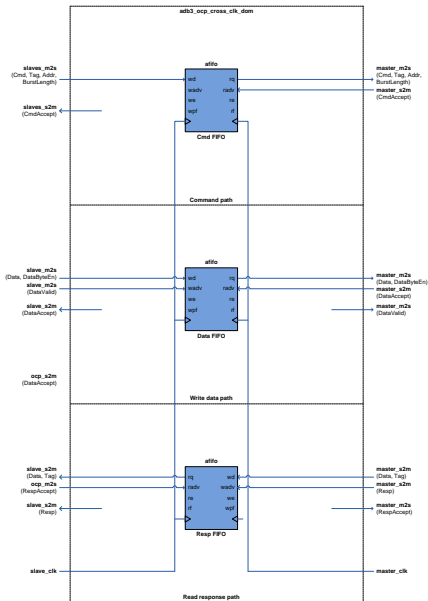 adb3_ocp_cross_clk_dom
afifo
slaves_m2s
(Cmd, Tag, Addr,
BurstLength)
slaves_s2m
(CmdAccept)
wd
wadv
we
wpf
rq
radv
re
rf
master_m2s
(Cmd, Tag, Addr,
BurstLength)
master_s2m
(CmdAccept)
Cmd FIFO
Command path
afifo
slave_m2s
(Data, DataByteEn)
slave_m2s
(DataValid)
slave_s2m
(DataAccept)
wd
wadv
we
wpf
rq
radv
re
rf
master_m2s
(Data, DataByteEn)
master_s2m
(DataAccept)
master_m2s
(DataValid)
Data FIFO
ocp_s2m
(DataAccept)
Write data path
afifo
slave_s2m
(Data, Tag)
ocp_m2s
(RespAccept)
slave_s2m
(Resp)
rq
radv
re
rf
wd
wadv
we
wpf
master_s2m
(Data, Tag)
master_s2m
(Resp)
master_m2s
(RespAccept)
Resp FIFO
slave_clk
master_clk
Read response path